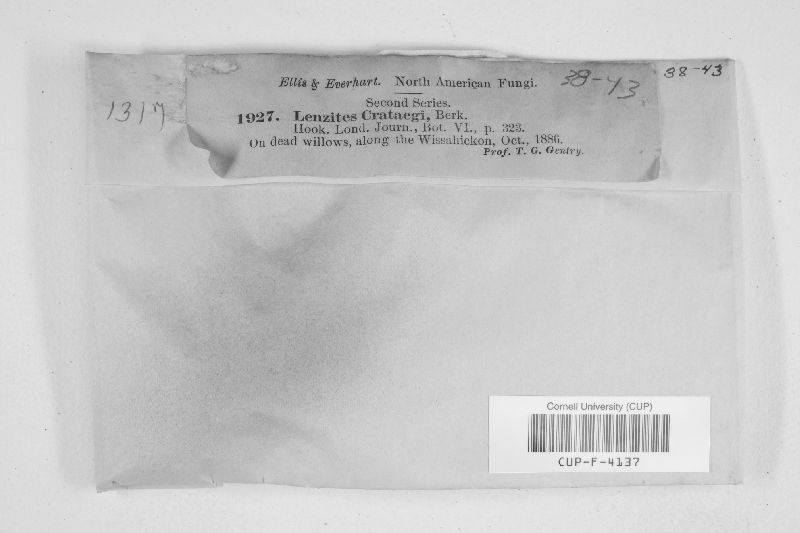 Ellis & Everhart. North American Fungi.
38-43
38-43
1317
Second Series.
1927. Lenzites Crataegi, Berk.
Hook. Lond. Journ., Bot. VI., p. 323.
On dead willows, along the Wissahickon, Oct., 1886.
Prof. T. G. Gentry.
Cornell University (CUP)
CUP-F-4137